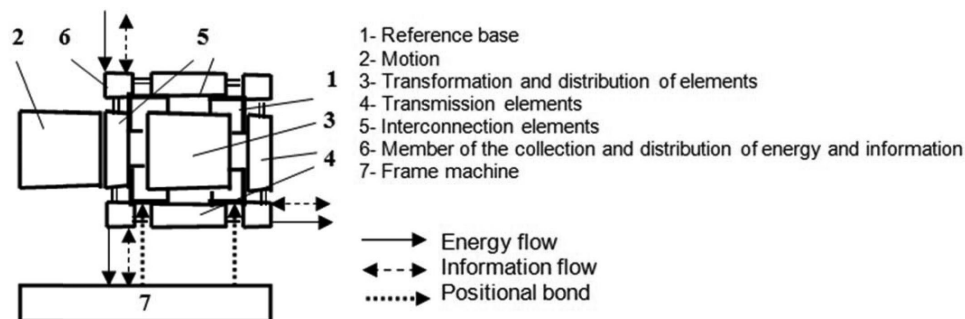 2 6 5
1
3
4
7
1- Reference base
2- Motion
3- Transformation and distribution of elements
4- Transmission elements
5- Interconnection elements
6- Member of the collection and distribution of energy and information
7- Frame machine
Energy flow
Information flow
Positional bond